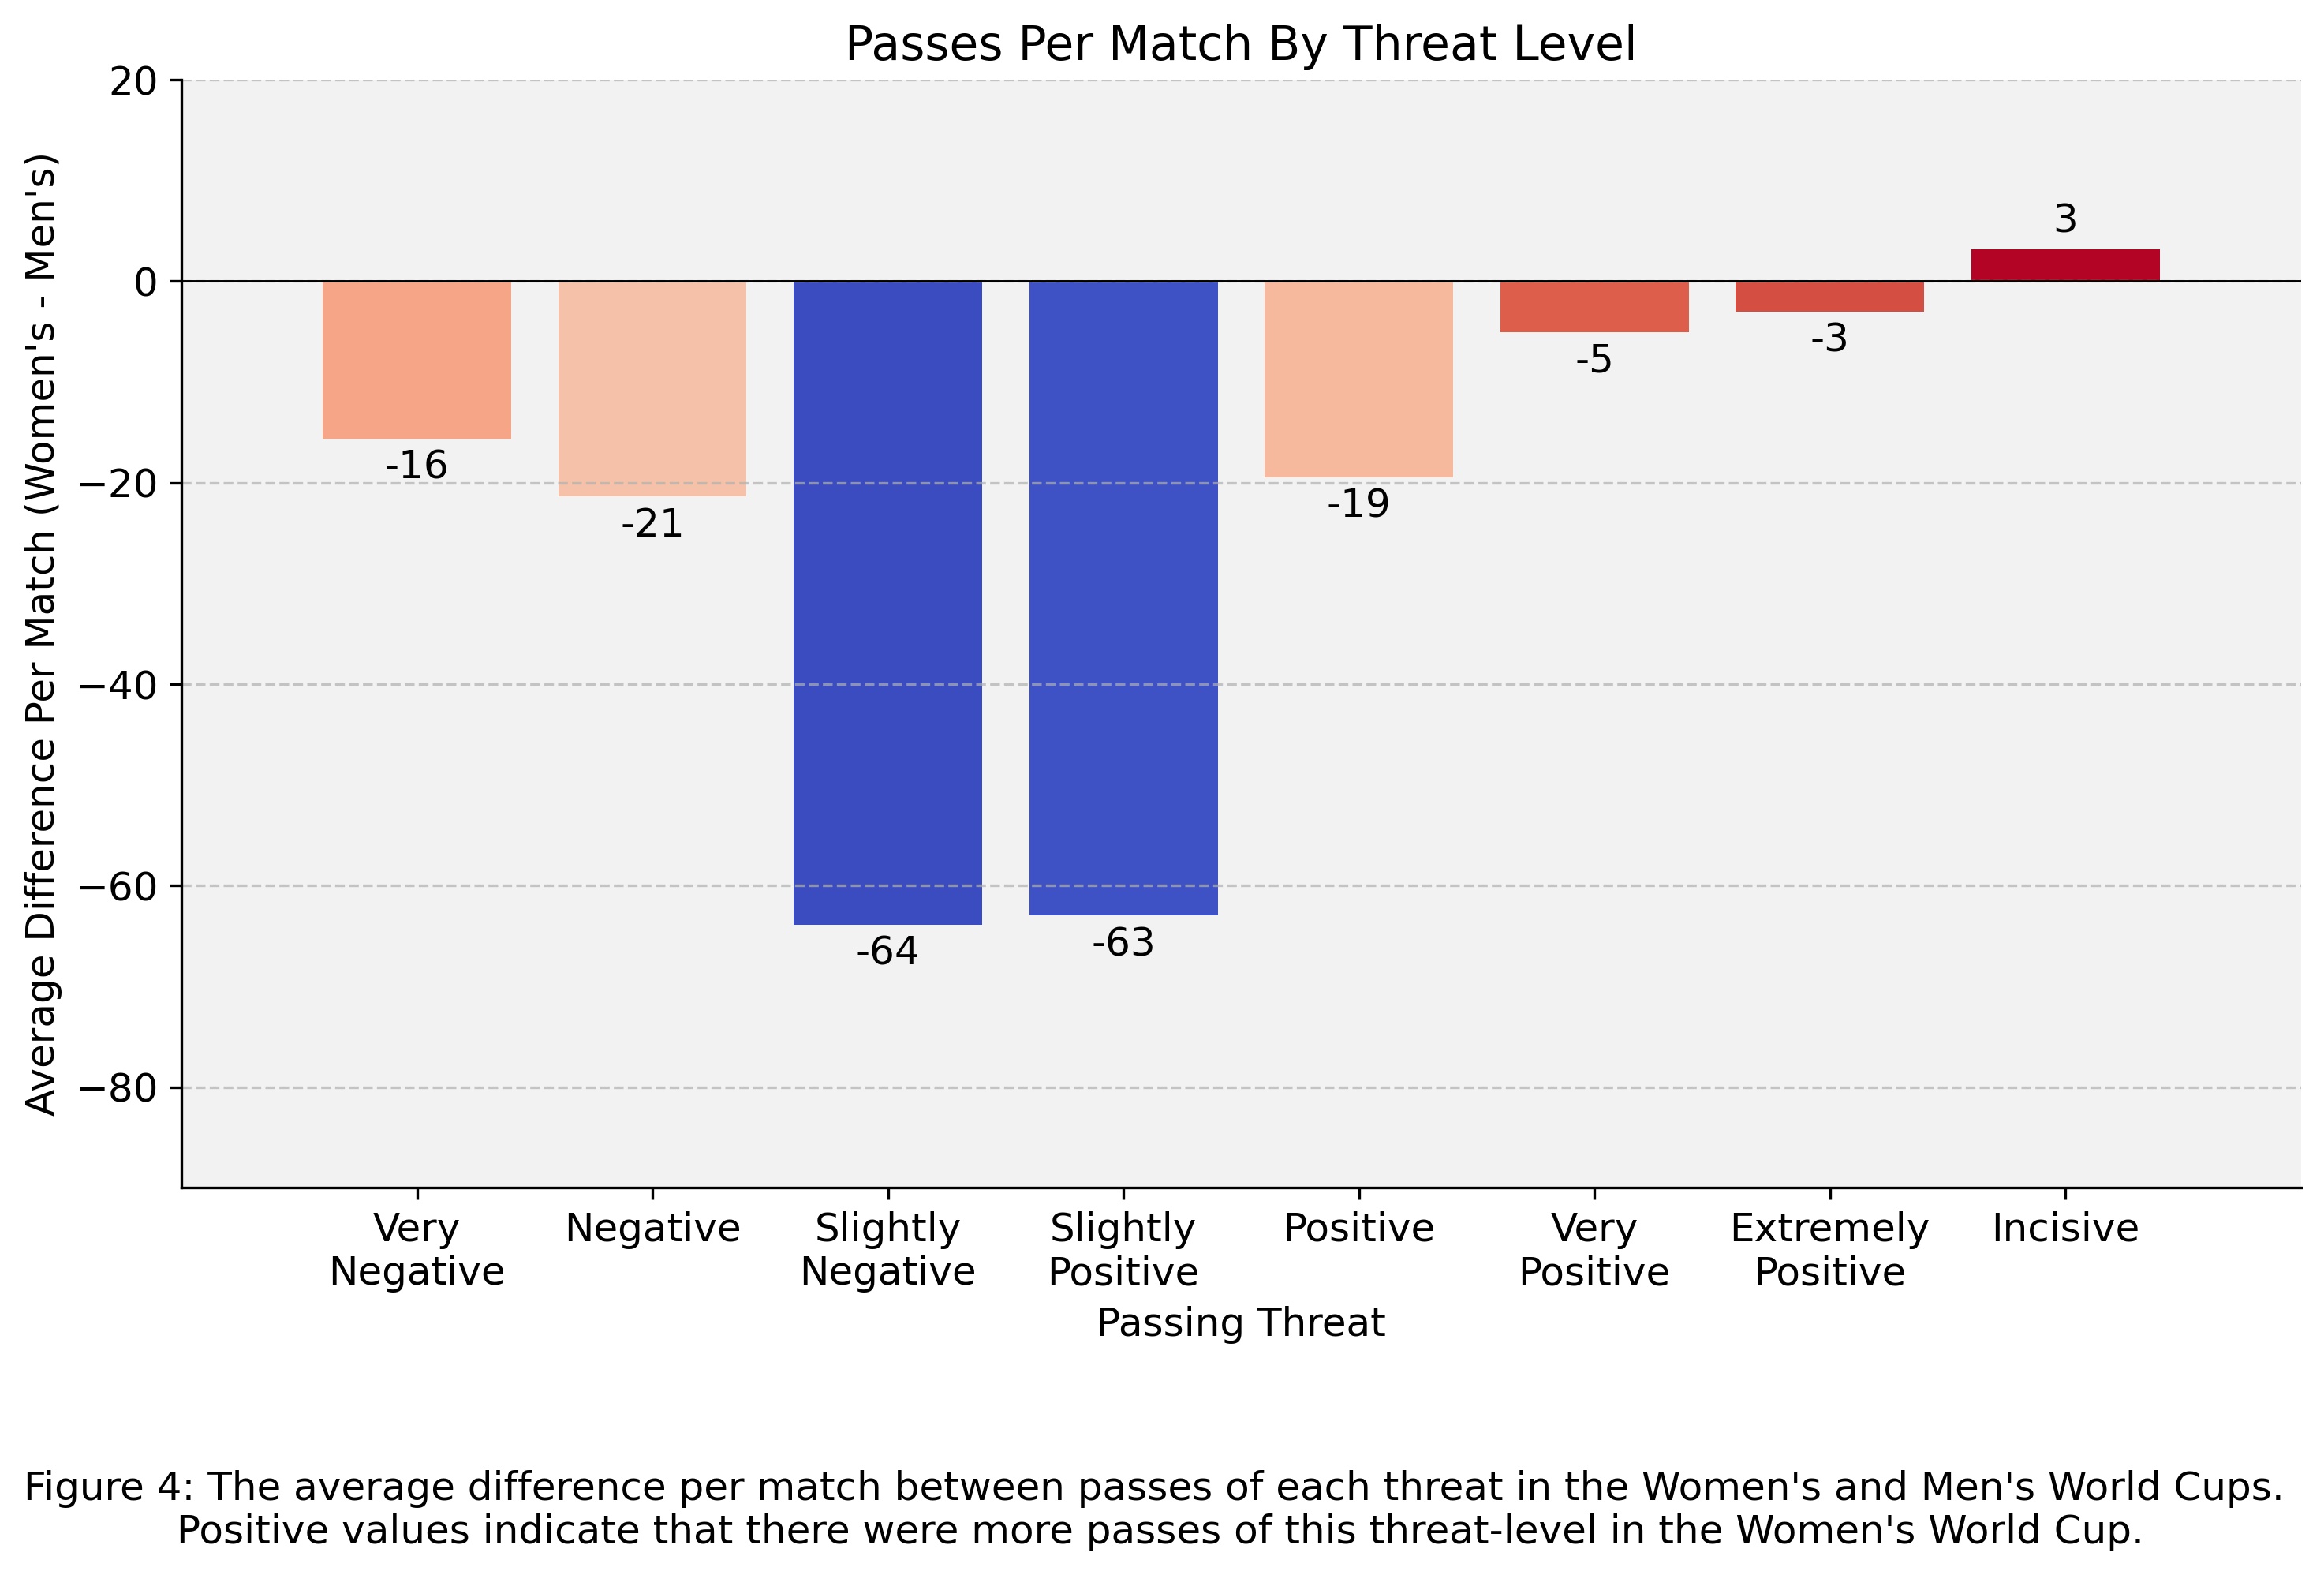 Passes Per Match By Threat Level
Average Difference Per Match (Women's - Men's)
20
0
−20
−40
−60
−80
-16
-21
-64
-63
-19
-5
-3
3
Very
Negative
Negative
Slightly
Negative
Slightly
Positive
Positive
Very
Positive
Extremely
Positive
Incisive
Passing Threat
Figure 4: The average difference per match between passes of each threat in the Women's and Men's World Cups.
Positive values indicate that there were more passes of this threat-level in the Women's World Cup.